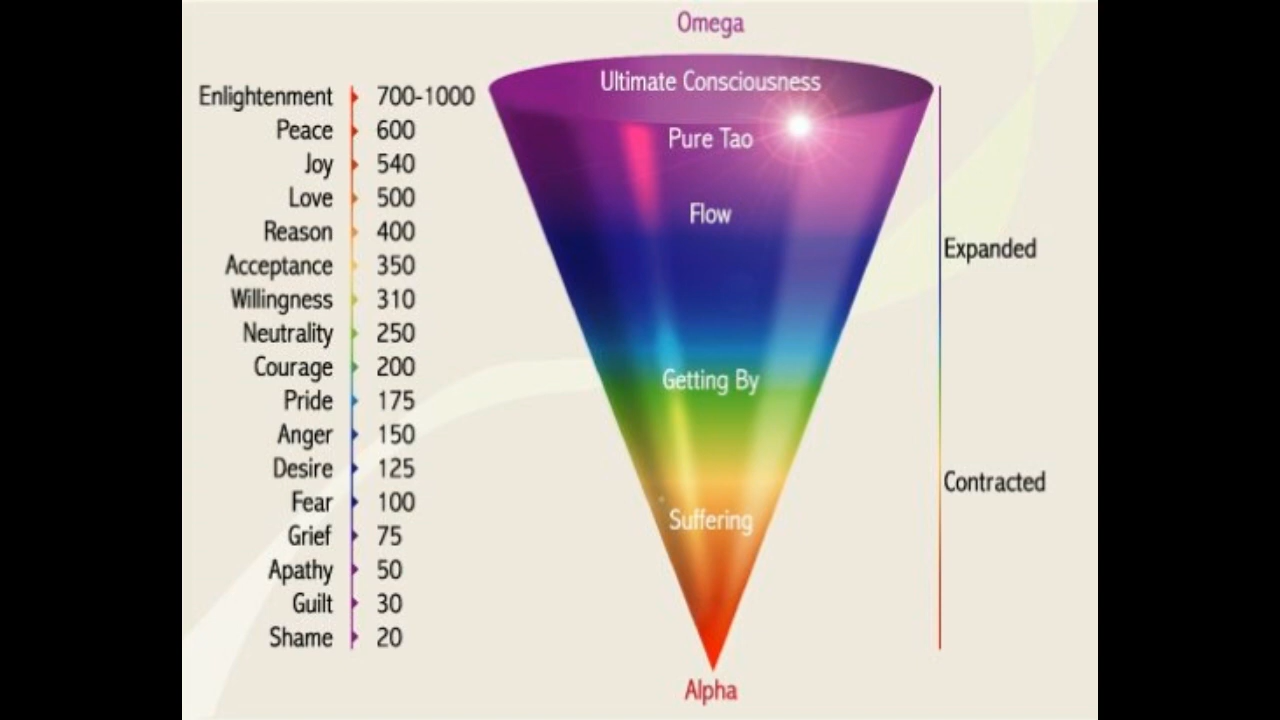 Omega
Ultimate Consciousness
Enlightenment 700-1000
Peace 600
Pure Tao
Joy 540
Love 500
Flow
Reason 400
Expanded
Acceptance 350
Willingness 310
Neutrality 250
Courage 200
Getting By
Pride 175
Anger 150
Desire 125
Contracted
Fear 100
Suffering
Grief 75
Apathy 50
Guilt 30
Shame 20
Alpha